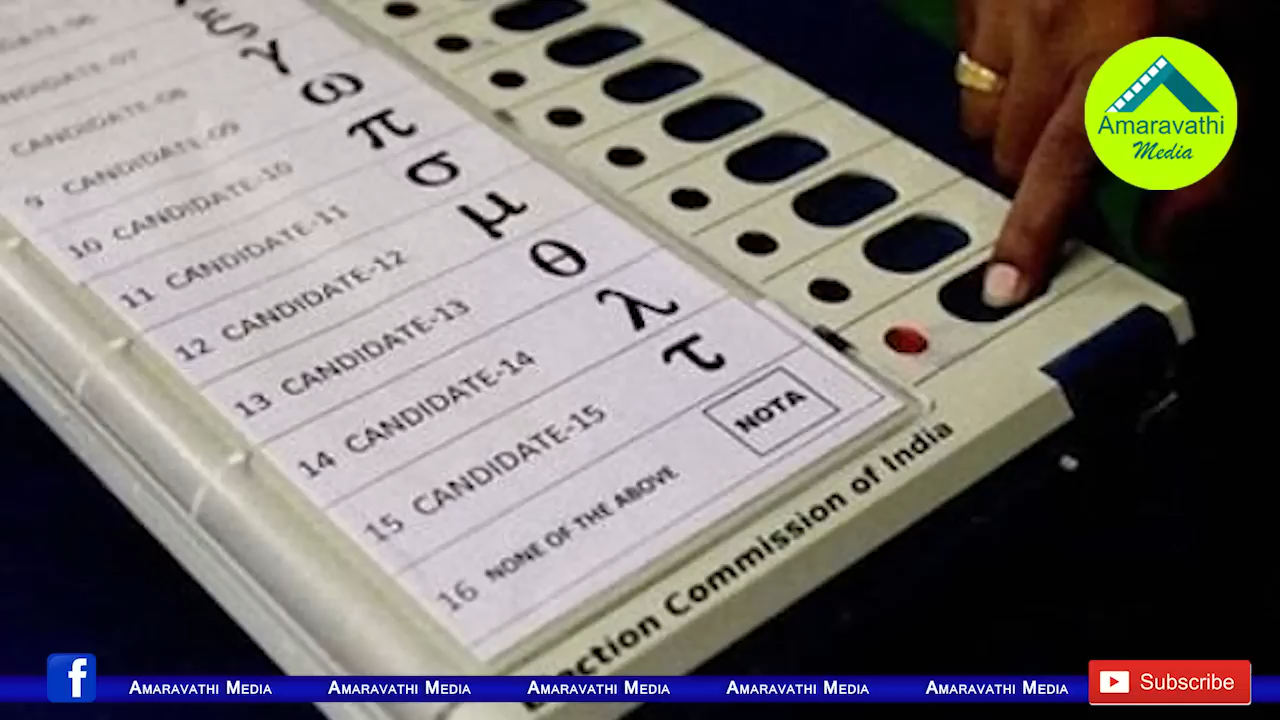 ξ
CANDIDATE-07 γ
CANDIDATE-08 ω
9 CANDIDATE-09 π
10 CANDIDATE-10 σ
11 CANDIDATE-11 μ
12 CANDIDATE-12 θ
13 CANDIDATE-13 λ
14 CANDIDATE-14 τ
15 CANDIDATE-15
16 NONE OF THE ABOVE NOTA
Commission of India
Amaravathi
Media
f AMARAVATHI MEDIA AMARAVATHI MEDIA AMARAVATHI MEDIA AMARAVATHI MEDIA AMARAVATHI MEDIA Subscribe